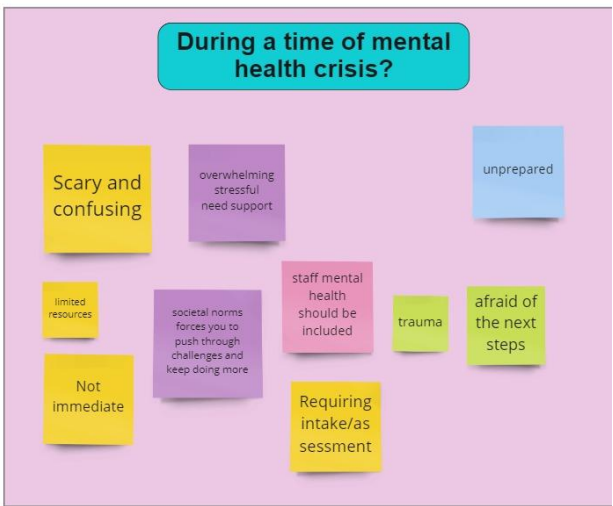 During a time of mental
health crisis?
Scary and
confusing
overwhelming
stressful
need support
unprepared
limited
resources
societal norms
forces you to
push through
challenges and
keep doing more
staff mental
health
should be
included
trauma
afraid of
the next
steps
Not
immediate
Requiring
intake/as
sessment